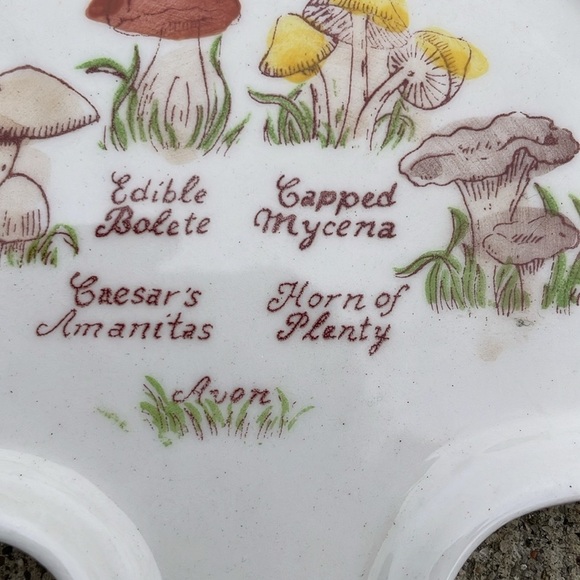 Edible
Bolete
Capped
Mycena
Caesar's
Amanitas
Horn of
Plenty
Avon